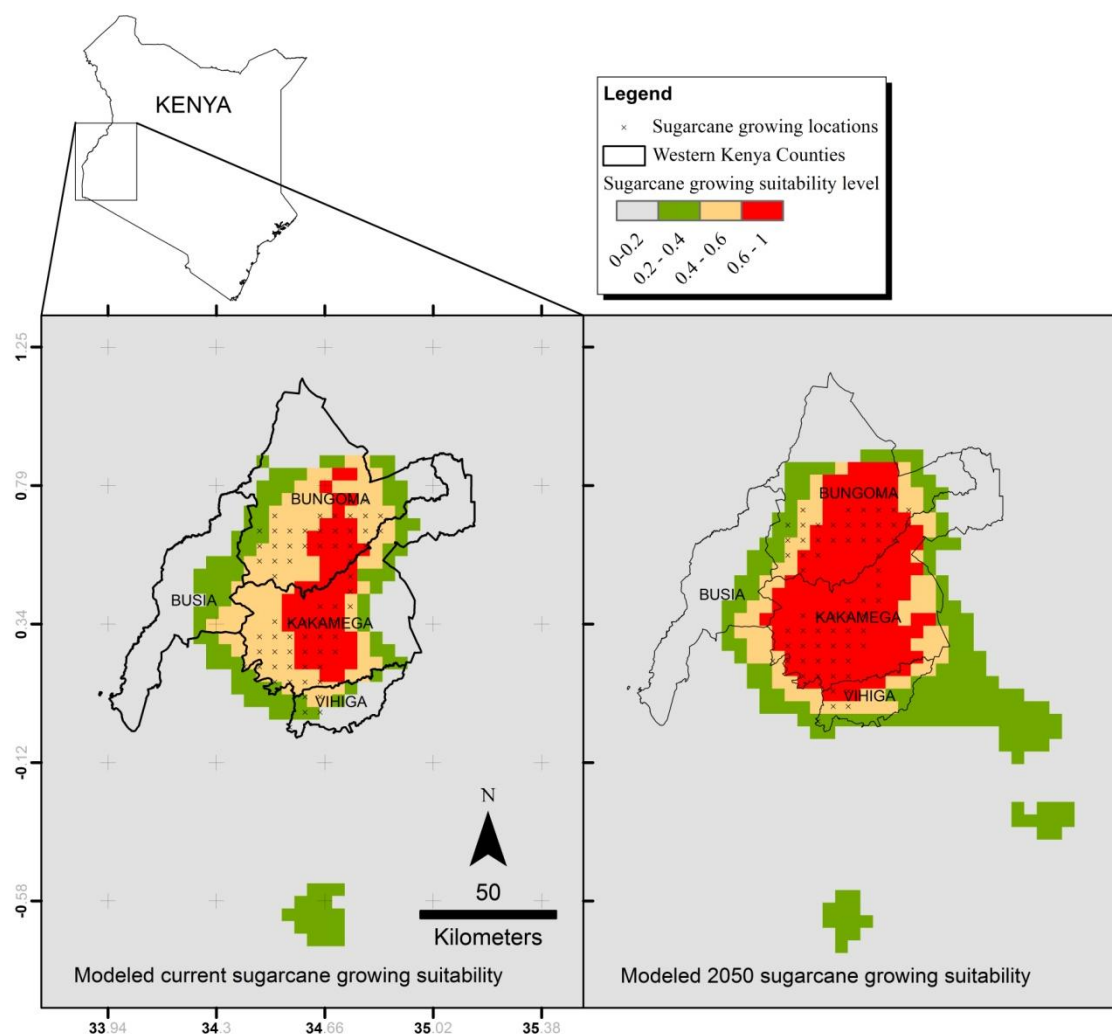 KENYA
Legend
Sugarcane growing locations
Western Kenya Counties
Sugarcane growing suitability level
0-0.2
0.2 - 0.4
0.4 - 0.6
0.6 - 1
1.25
0.79
0.34
-0.12
-0.58
BUNGOMA
BUSIA
KAKAMEGA
VIHIGA
N
50
Kilometers
Modeled current sugarcane growing suitability
33.94
34.3
34.66
35.02
35.38
BUNGOMA
BUSIA
KAKAMEGA
VIHIGA
Modeled 2050 sugarcane growing suitability